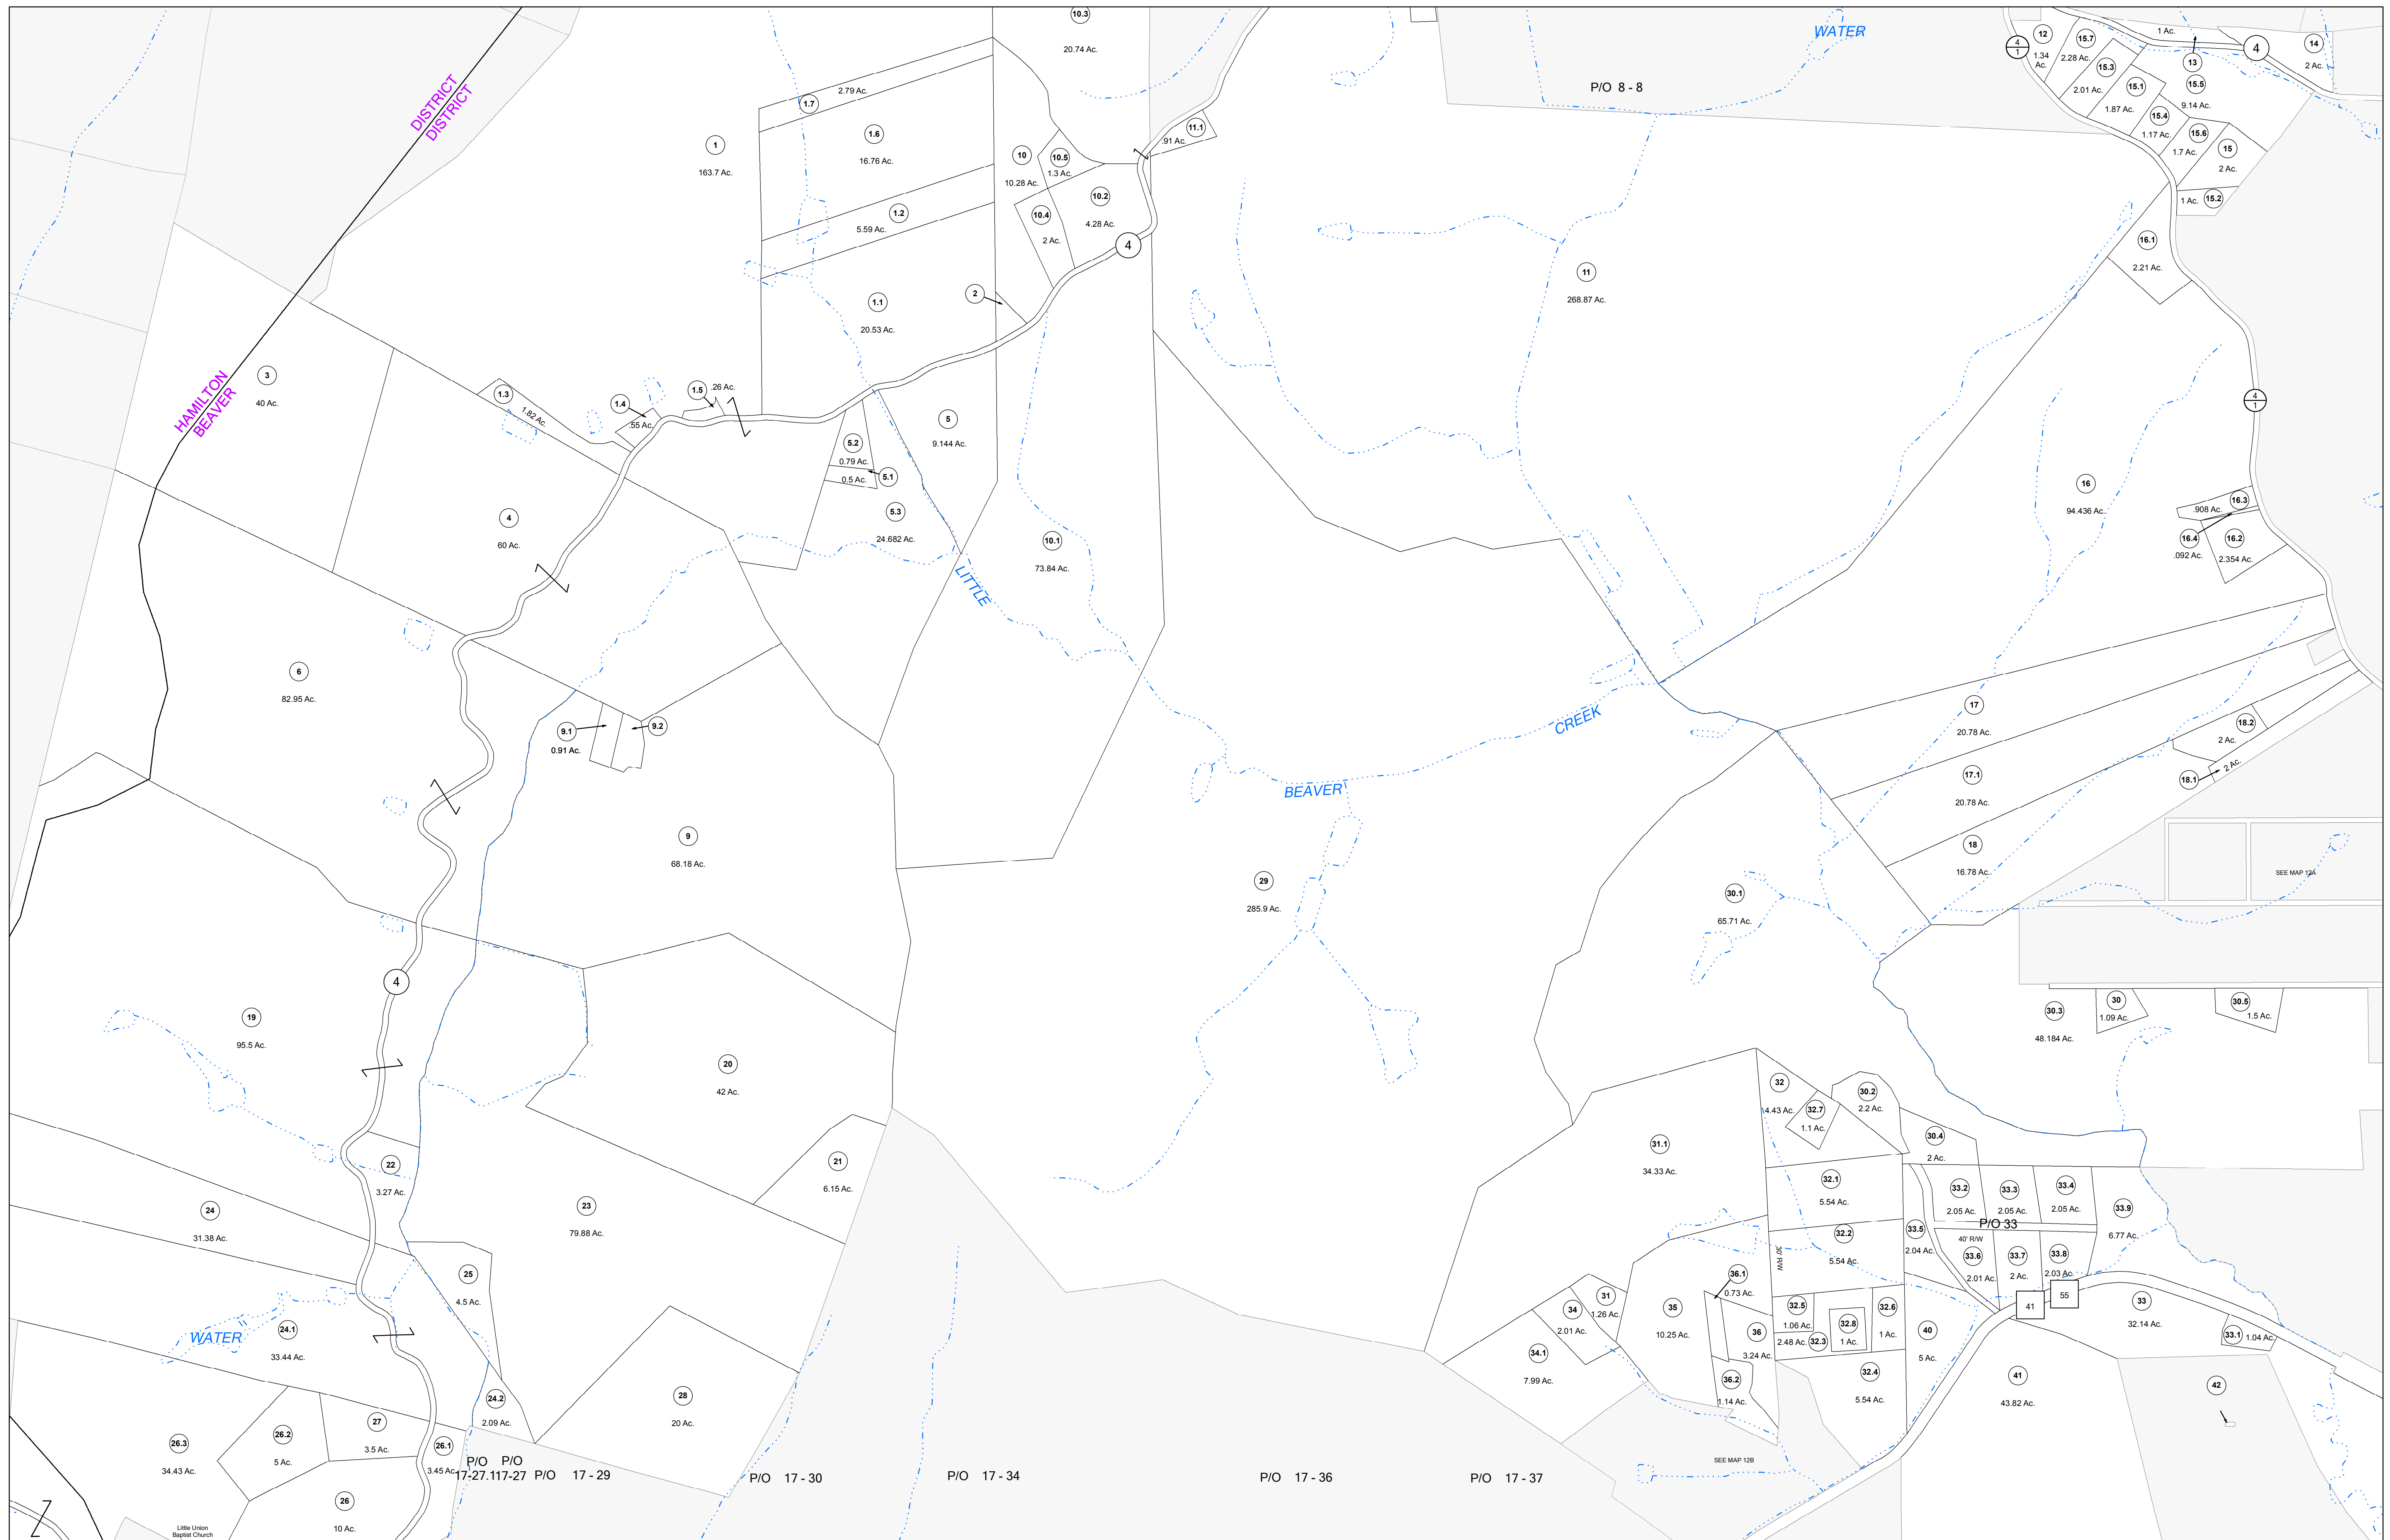 10.3
20.74 Ac.
WATER
P/O 8 - 8
4
1
12
1.34
Ac.
15.7
2.28 Ac.
1 Ac.
13
4
14
2 Ac.
15.3
2.01 Ac.
15.1
1.87 Ac.
15.5
9.14 Ac.
15.4
1.17 Ac.
15.6
1.7 Ac.
15
2 Ac.
1 Ac.
15.2
DISTRICT
DISTRICT
2.79 Ac.
1.7
1.6
16.76 Ac.
1
163.7 Ac.
11.1
.91 Ac.
10
10.28 Ac.
10.5
1.3 Ac.
10.2
4.28 Ac.
10.4
2 Ac.
1.2
5.59 Ac.
4
16.1
2.21 Ac.
11
268.87 Ac.
2
1.1
20.53 Ac.
HAMILTON
BEAVER
3
40 Ac.
1.3
1.82 Ac.
1.4
.55 Ac.
1.5
.26 Ac.
4
1
5
9.144 Ac.
5.2
0.79 Ac.
5.1
0.5 Ac.
5.3
24.682 Ac.
4
60 Ac.
10.1
73.84 Ac.
16
94.436 Ac.
16.3
.908 Ac.
16.4
.092 Ac.
16.2
2.354 Ac.
LITTLE
6
82.95 Ac.
9.1
0.91 Ac.
9.2
CREEK
17
20.78 Ac.
18.2
2 Ac.
18.1
2 Ac.
17.1
20.78 Ac.
BEAVER
9
68.18 Ac.
18
16.78 Ac.
SEE MAP 12A
29
285.9 Ac.
30.1
65.71 Ac.
4
19
95.5 Ac.
30.3
48.184 Ac.
30
1.09 Ac.
30.5
1.5 Ac.
20
42 Ac.
32
4.43 Ac.
32.7
1.1 Ac.
30.2
2.2 Ac.
30.4
2 Ac.
31.1
34.33 Ac.
22
3.27 Ac.
21
6.15 Ac.
32.1
5.54 Ac.
33.2
2.05 Ac.
33.3
2.05 Ac.
33.4
2.05 Ac.
33.9
6.77 Ac.
24
31.38 Ac.
23
79.88 Ac.
P/O 33
30' R/W
32.2
5.54 Ac.
33.5
2.04 Ac.
40' R/W
33.6
2.01 Ac.
33.7
2 Ac.
33.8
2.03 Ac.
25
4.5 Ac.
36.1
0.73 Ac.
41
55
33
32.14 Ac.
33.1
1.04 Ac.
34
2.01 Ac.
31
1.26 Ac.
35
10.25 Ac.
36
3.24 Ac.
32.5
1.06 Ac.
2.48 Ac.
32.3
32.8
1 Ac.
32.6
1 Ac.
40
5 Ac.
WATER
24.1
33.44 Ac.
34.1
7.99 Ac.
36.2
1.14 Ac.
32.4
5.54 Ac.
41
43.82 Ac.
42
24.2
2.09 Ac.
28
20 Ac.
26.3
34.43 Ac.
26.2
5 Ac.
27
3.5 Ac.
26.1
3.45 Ac.
P/O
17-27.1
P/O
17-27
P/O 17 - 29
P/O 17 - 30
P/O 17 - 34
P/O 17 - 36
P/O 17 - 37
SEE MAP 12B
26
10 Ac.
Little Union
Baptist Church